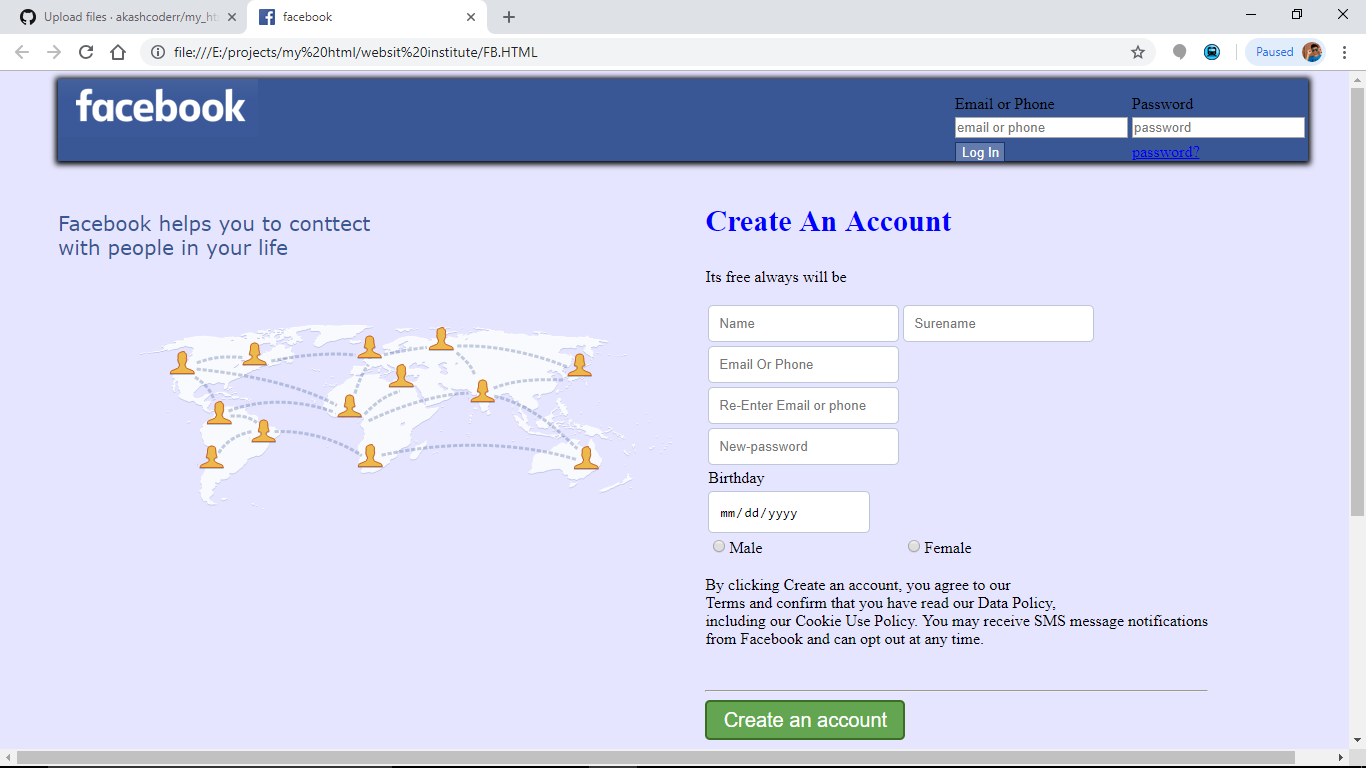 Upload files · akashcoderr/my_ht
facebook
file:///E:/projects/my%20html/websit%20institute/FB.HTML
Paused
facebook
Email or Phone Password
email or phone password
Log In password?
Facebook helps you to conttect
with people in your life
Create An Account
Its free always will be
Name Surename
Email Or Phone
Re-Enter Email or phone
New-password
Birthday
mm/dd/yyyy
Male Female
By clicking Create an account, you agree to our
Terms and confirm that you have read our Data Policy,
including our Cookie Use Policy. You may receive SMS message notifications
from Facebook and can opt out at any time.
Create an account